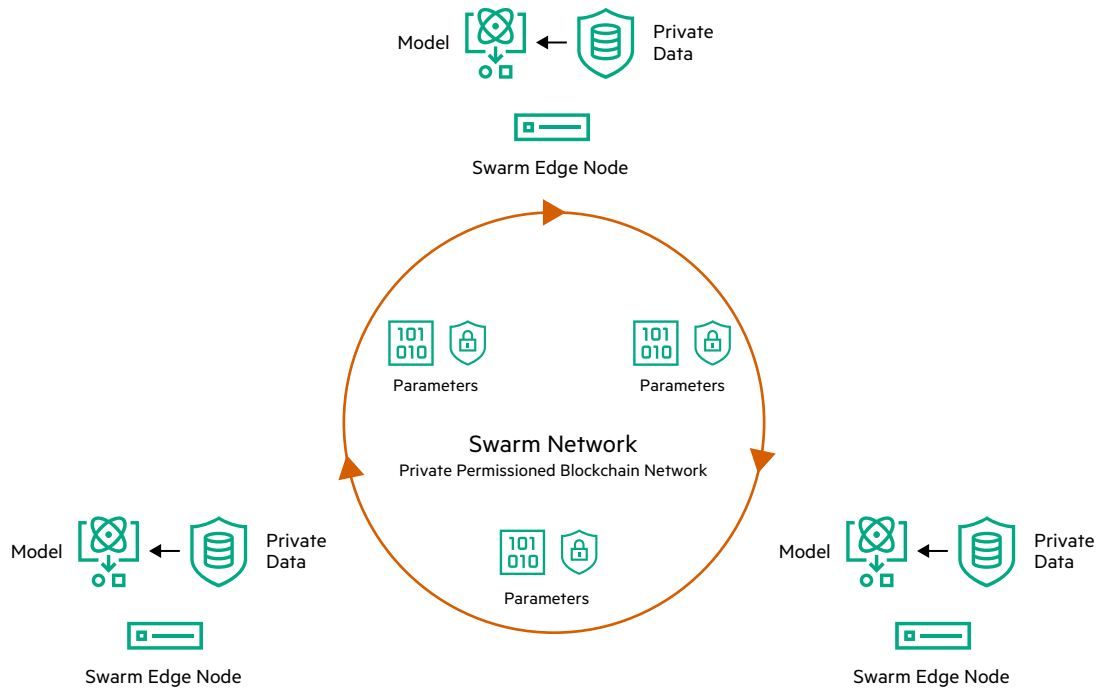 Model
Private
Data
Swarm Edge Node
101
010
101
010
Parameters
Parameters
Swarm Network
Private Permissioned Blockchain Network
101
010
Parameters
Model
Private
Data
Swarm Edge Node
Model
Private
Data
Swarm Edge Node